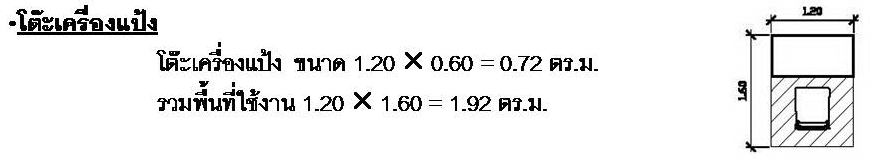 •โต๊ะเครื่องแป้ง
โต๊ะเครื่องแป้ง ขนาด 1.20 × 0.60 = 0.72 ตร.ม.
รวมพื้นที่ใช้งาน 1.20 × 1.60 = 1.92 ตร.ม.
1.20
1.60